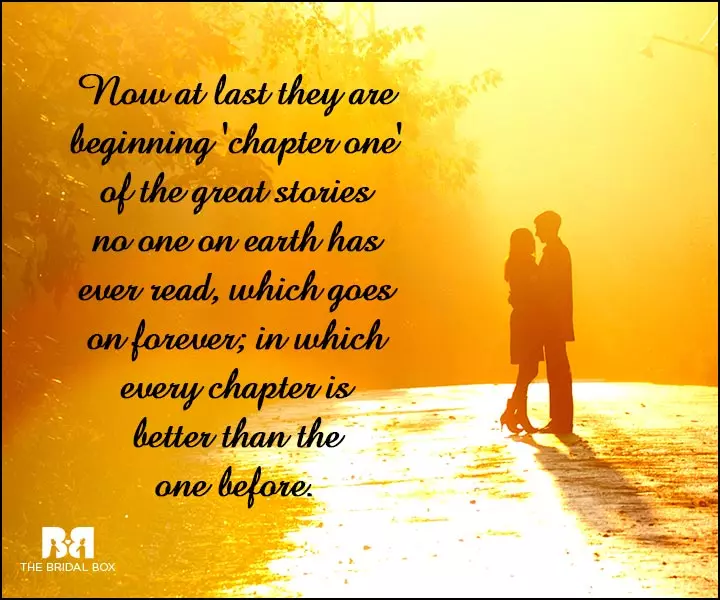 Now at last they are
beginning 'chapter one'
of the great stories
no one on earth has
ever read, which goes
on forever; in which
every chapter is
better than the
one before.
THE BRIDAL BOX